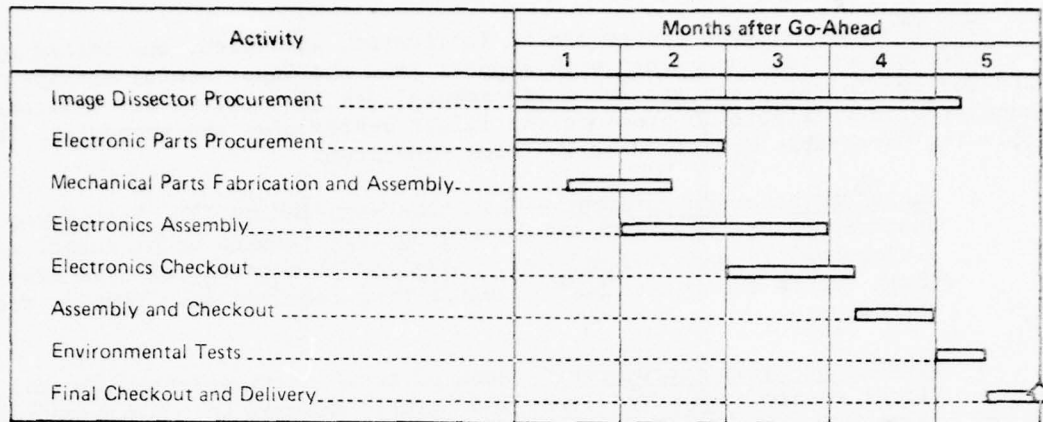 Activity
Months after Go-Ahead
1 2 3 4 5
Image Dissector Procurement
Electronic Parts Procurement
Mechanical Parts Fabrication and Assembly
Electronics Assembly
Electronics Checkout
Assembly and Checkout
Environmental Tests
Final Checkout and Delivery